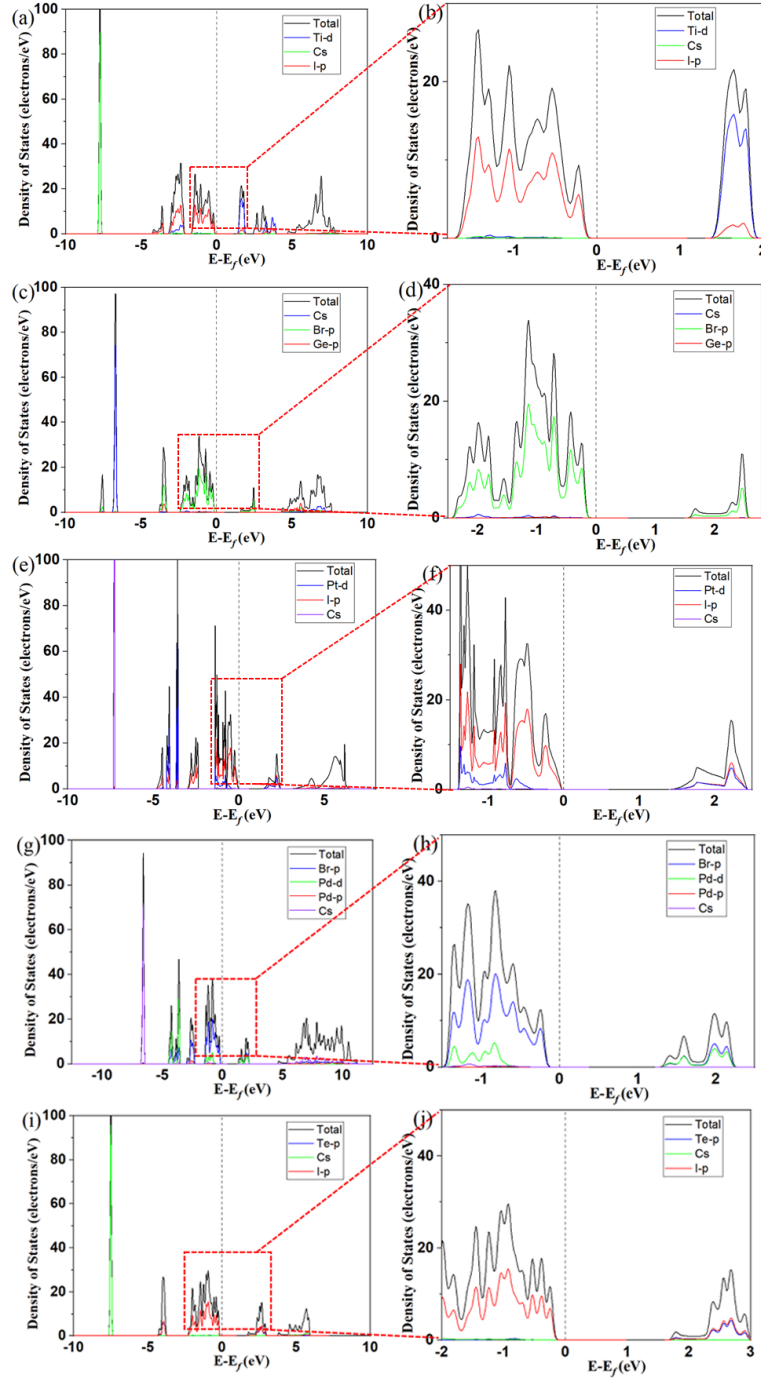 (a)
Density of States (electrons/eV)
100
80
60
40
20
0
-10 -5 0 5 10
E-Ef(eV)
Total
Ti-d
Cs
I-p
(b)
Density of States (electrons/eV)
20
0
-1 0 1 2
E-Ef(eV)
Total
Ti-d
Cs
I-p
(c)
Density of States (electrons/eV)
100
80
60
40
20
0
-10 -5 0 5 10
E-Ef(eV)
Total
Cs
Br-p
Ge-p
(d)
Density of States (electrons/eV)
40
20
0
-2 -1 0 1 2
E-Ef(eV)
Total
Cs
Br-p
Ge-p
(e)
Density of States (electrons/eV)
100
80
60
40
20
0
-10 -5 0 5
E-Ef(eV)
Total
Pt-d
I-p
Cs
(f)
Density of States (electrons/eV)
40
20
0
-1 0 1 2
E-Ef(eV)
Total
Pt-d
I-p
Cs
(g)
Density of States (electrons/eV)
100
80
60
40
20
0
-10 -5 0 5 10
E-Ef(eV)
Total
Br-p
Pd-d
Pd-p
Cs
(h)
Density of States (electrons/eV)
40
20
0
-1 0 1 2
E-Ef(eV)
Total
Br-p
Pd-d
Pd-p
Cs
(i)
Density of States (electrons/eV)
100
80
60
40
20
0
-10 -5 0 5 10
E-Ef(eV)
Total
Te-p
Cs
I-p
(j)
Density of States (electrons/eV)
40
20
0
-2 -1 0 1 2 3
E-Ef(eV)
Total
Te-p
Cs
I-p